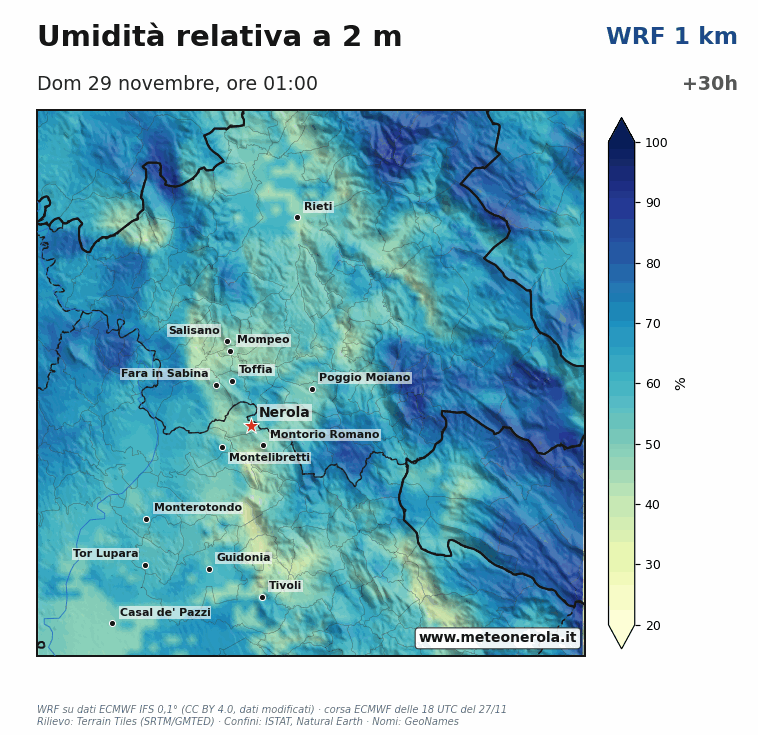 Umidità relativa a 2 m
WRF 1 km
Dom 29 novembre, ore 01:00
+30h
Rieti
Salisano
Mompeo
Toffia
Fara in Sabina
Poggio Moiano
Nerola
Montorio Romano
Montelibretti
Monterotondo
Tor Lupara
Guidonia
Tivoli
Casal de' Pazzi
www.meteonerola.it
100
90
80
70
60
50
40
30
20
%
WRF su dati ECMWF IFS 0,1° (CC BY 4.0, dati modificati) · corsa ECMWF delle 18 UTC del 27/11
Rilievo: Terrain Tiles (SRTM/GMTED) · Confini: ISTAT, Natural Earth · Nomi: GeoNames